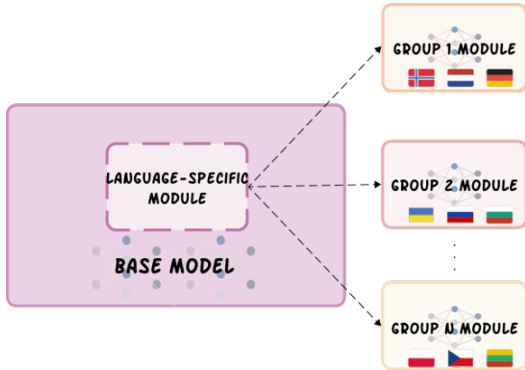 GROUP 1 MODULE
LANGUAGE-SPECIFIC
MODULE
BASE MODEL
GROUP 2 MODULE
GROUP N MODULE